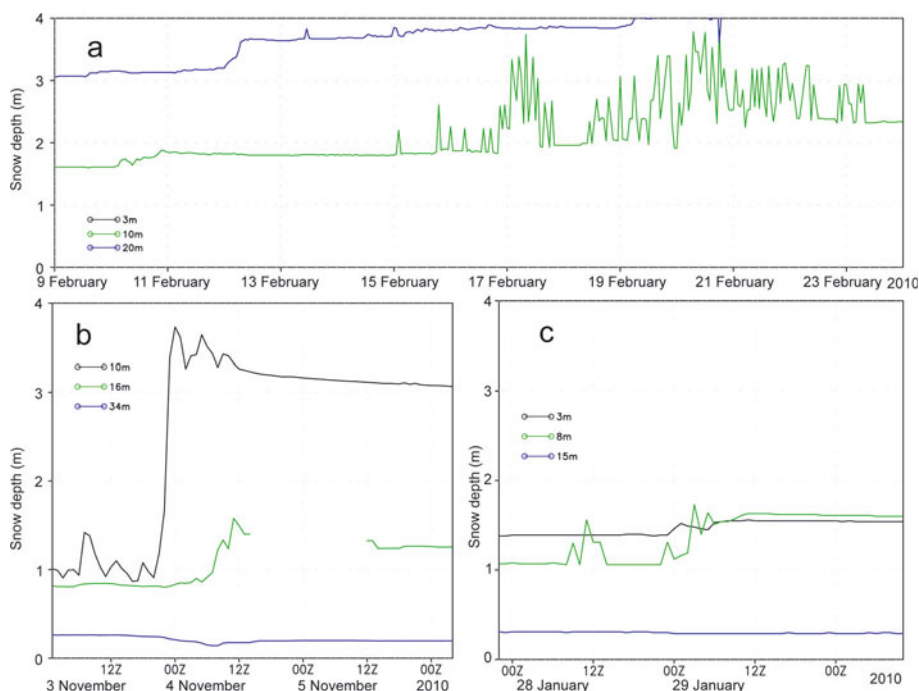 4
a
3
Snow depth (m)
2
1
3m
10m
20m
0
9 February 11 February 13 February 15 February 17 February 19 February 21 February 23 February 2010
4
b
10m
16m
34m
3
Snow depth (m)
2
1
0
12Z 00Z 12Z 12Z 00Z
3 November 4 November 5 November 2010
4
c
3
3m
8m
15m
Snow depth (m)
2
1
0
00Z 12Z 00Z 12Z 00Z
28 January 29 January 2010